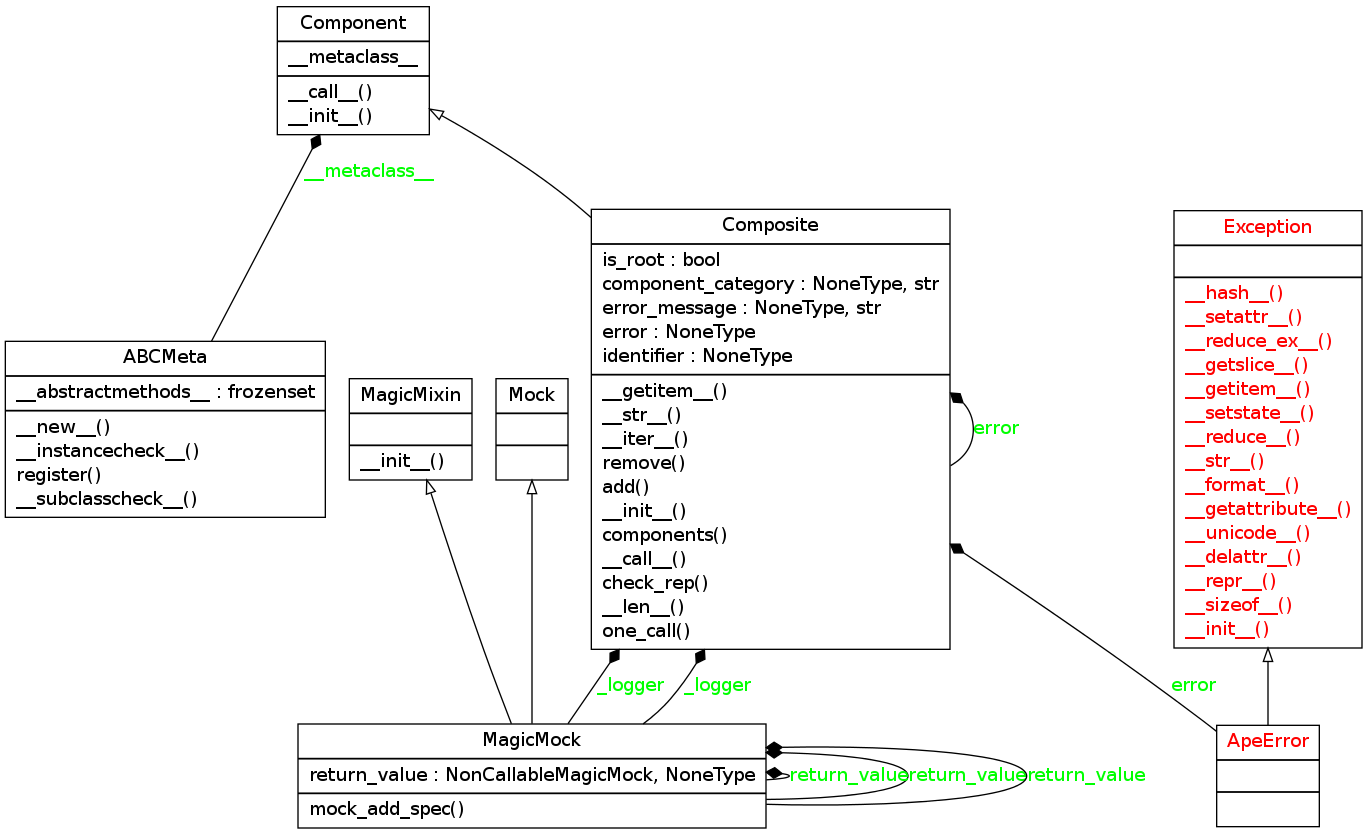 Component
__metaclass__
__call__()
__init__()
__metaclass__
Composite
is_root : bool
component_category : NoneType, str
error_message : NoneType, str
error : NoneType
identifier : NoneType
__getitem__()
__str__()
__iter__()
remove()
add()
__init__()
components()
__call__()
check_rep()
__len__()
one_call()
error
Exception
__hash__()
__setattr__()
__reduce_ex__()
__getslice__()
__getitem__()
__setstate__()
__reduce__()
__str__()
__format__()
__getattribute__()
__unicode__()
__delattr__()
__repr__()
__sizeof__()
__init__()
ABCMeta
__abstractmethods__ : frozenset
__new__()
__instancecheck__()
register()
__subclasscheck__()
MagicMixin
__init__()
Mock
_logger
_logger
error
MagicMock
return_value : NonCallableMagicMock, NoneType
mock_add_spec()
return_value
return_value
return_value
ApeError